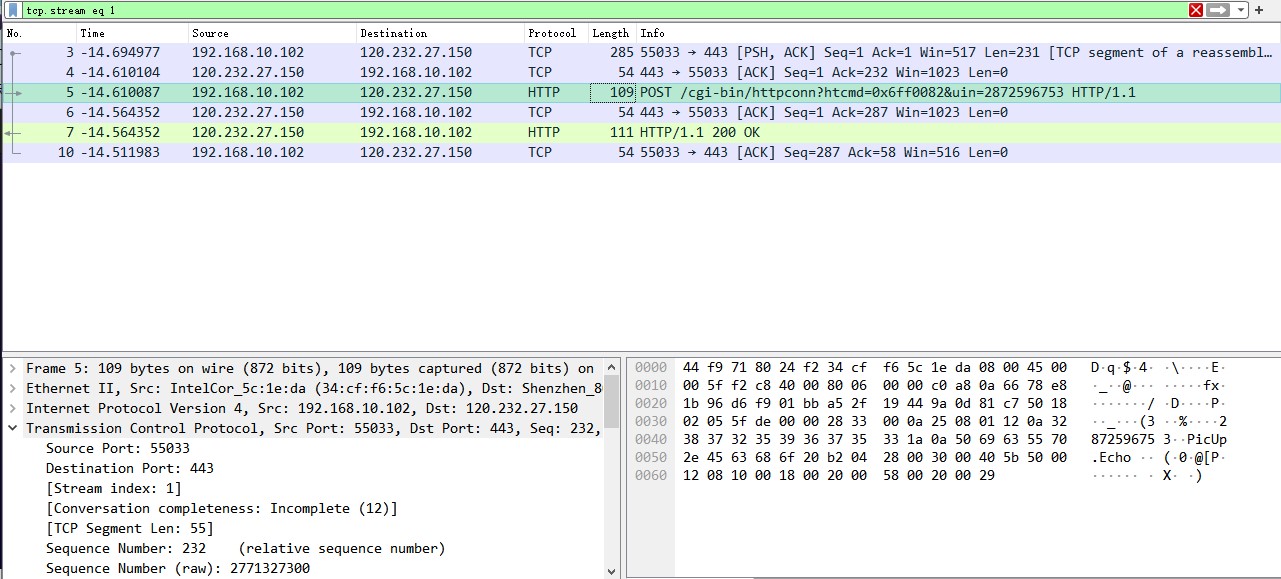 tcp.stream eq 1
No. Time Source Destination Protocol Length Info
3 -14.694977 192.168.10.102 120.232.27.150 TCP 285 55033 → 443 [PSH, ACK] Seq=1 Ack=1 Win=517 Len=231 [TCP segment of a reassembl…
4 -14.610104 120.232.27.150 192.168.10.102 TCP 54 443 → 55033 [ACK] Seq=1 Ack=232 Win=1023 Len=0
5 -14.610087 192.168.10.102 120.232.27.150 HTTP 109 POST /cgi-bin/httpconn?htcmd=0x6ff0082&uin=2872596753 HTTP/1.1
6 -14.564352 120.232.27.150 192.168.10.102 TCP 54 443 → 55033 [ACK] Seq=1 Ack=287 Win=1023 Len=0
7 -14.564352 120.232.27.150 192.168.10.102 HTTP 111 HTTP/1.1 200 OK
10 -14.511983 192.168.10.102 120.232.27.150 TCP 54 55033 → 443 [ACK] Seq=287 Ack=58 Win=516 Len=0
Frame 5: 109 bytes on wire (872 bits), 109 bytes captured (872 bits) on
Ethernet II, Src: IntelCor_5c:1e:da (34:cf:f6:5c:1e:da), Dst: Shenzhen_8
Internet Protocol Version 4, Src: 192.168.10.102, Dst: 120.232.27.150
Transmission Control Protocol, Src Port: 55033, Dst Port: 443, Seq: 232,
Source Port: 55033
Destination Port: 443
[Stream index: 1]
[Conversation completeness: Incomplete (12)]
[TCP Segment Len: 55]
Sequence Number: 232 (relative sequence number)
Sequence Number (raw): 2771327300
0000 44 f9 71 80 24 f2 34 cf f6 5c 1e da 08 00 45 00 D·q·$·4· ·\····E·
0010 00 5f f2 c8 40 00 80 06 00 00 c0 a8 0a 66 78 e8 ·_··@··· ·····fx·
0020 1b 96 d6 f9 01 bb a5 2f 19 44 9a 0d 81 c7 50 18 ·······/ ·D····P·
0030 02 05 5f de 00 00 28 33 00 0a 25 08 01 12 0a 32 ··_···(3 ··%····2
0040 38 37 32 35 39 36 37 35 33 1a 0a 50 69 63 55 70 87259675 3··PicUp
0050 2e 45 63 68 6f 20 b2 04 28 00 30 00 40 5b 50 00 .Echo ·· (·0·@[P·
0060 12 08 10 00 18 00 20 00 58 00 20 00 29 ······ · X· ·)